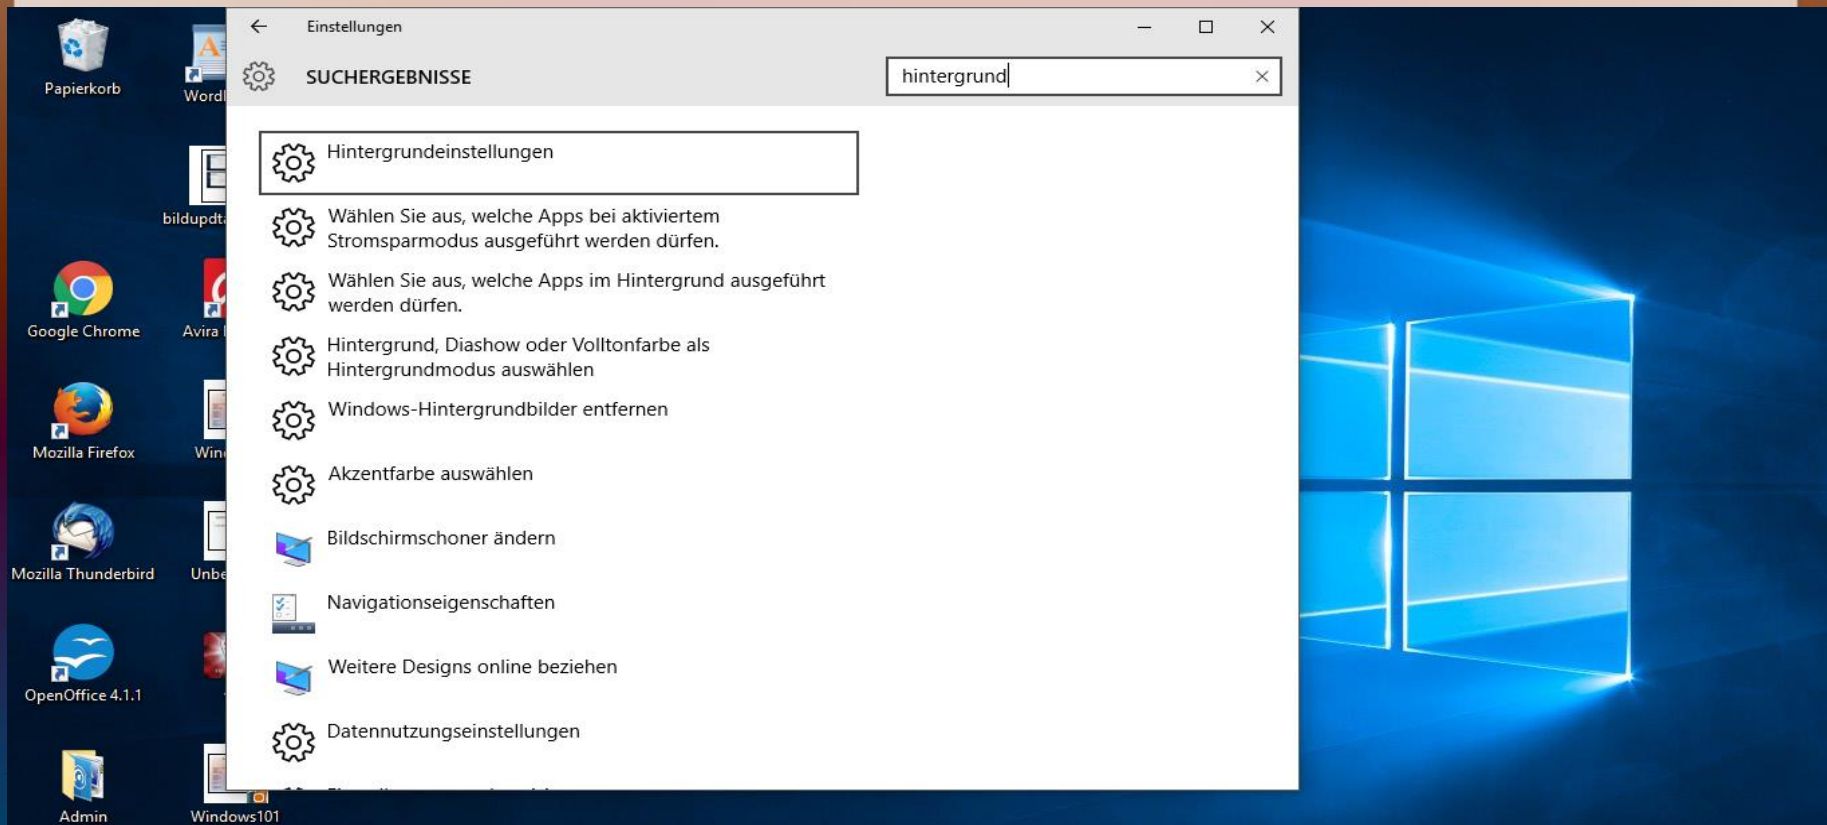 Einstellungen
SUCHERGEBNISSE
hintergrund
Hintergrundeinstellungen
Wählen Sie aus, welche Apps bei aktiviertem
Stromsparmodus ausgeführt werden dürfen.
Wählen Sie aus, welche Apps im Hintergrund ausgeführt
werden dürfen.
Hintergrund, Diashow oder Volltonfarbe als
Hintergrundmodus auswählen
Windows-Hintergrundbilder entfernen
Akzentfarbe auswählen
Bildschirmschoner ändern
Navigationseigenschaften
Weitere Designs online beziehen
Datennutzungseinstellungen
Papierkorb
Google Chrome
Avira
Mozilla Firefox
Mozilla Thunderbird
OpenOffice 4.1.1
Admin
Windows101